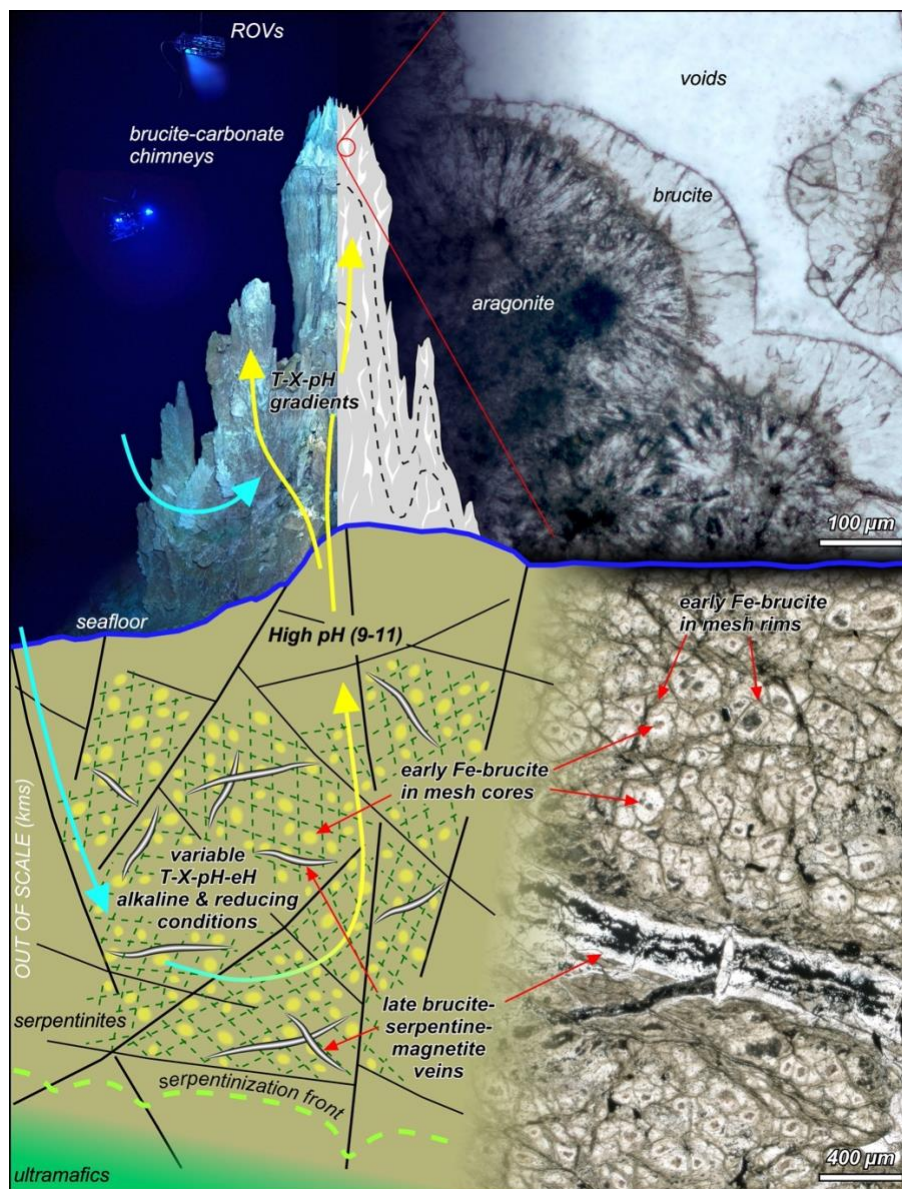 ROVs
voids
brucite-carbonate
chimneys
brucite
aragonite
T-X-pH
gradients
100 µm
seafloor
High pH (9-11)
early Fe-brucite
in mesh rims
early Fe-brucite
in mesh cores
OUT OF SCALE (kms)
variable
T-X-pH-eH
alkaline & reducing
conditions
late brucite-
serpentine-
magnetite
veins
serpentinites
serpentinization front
ultramafics
400 µm